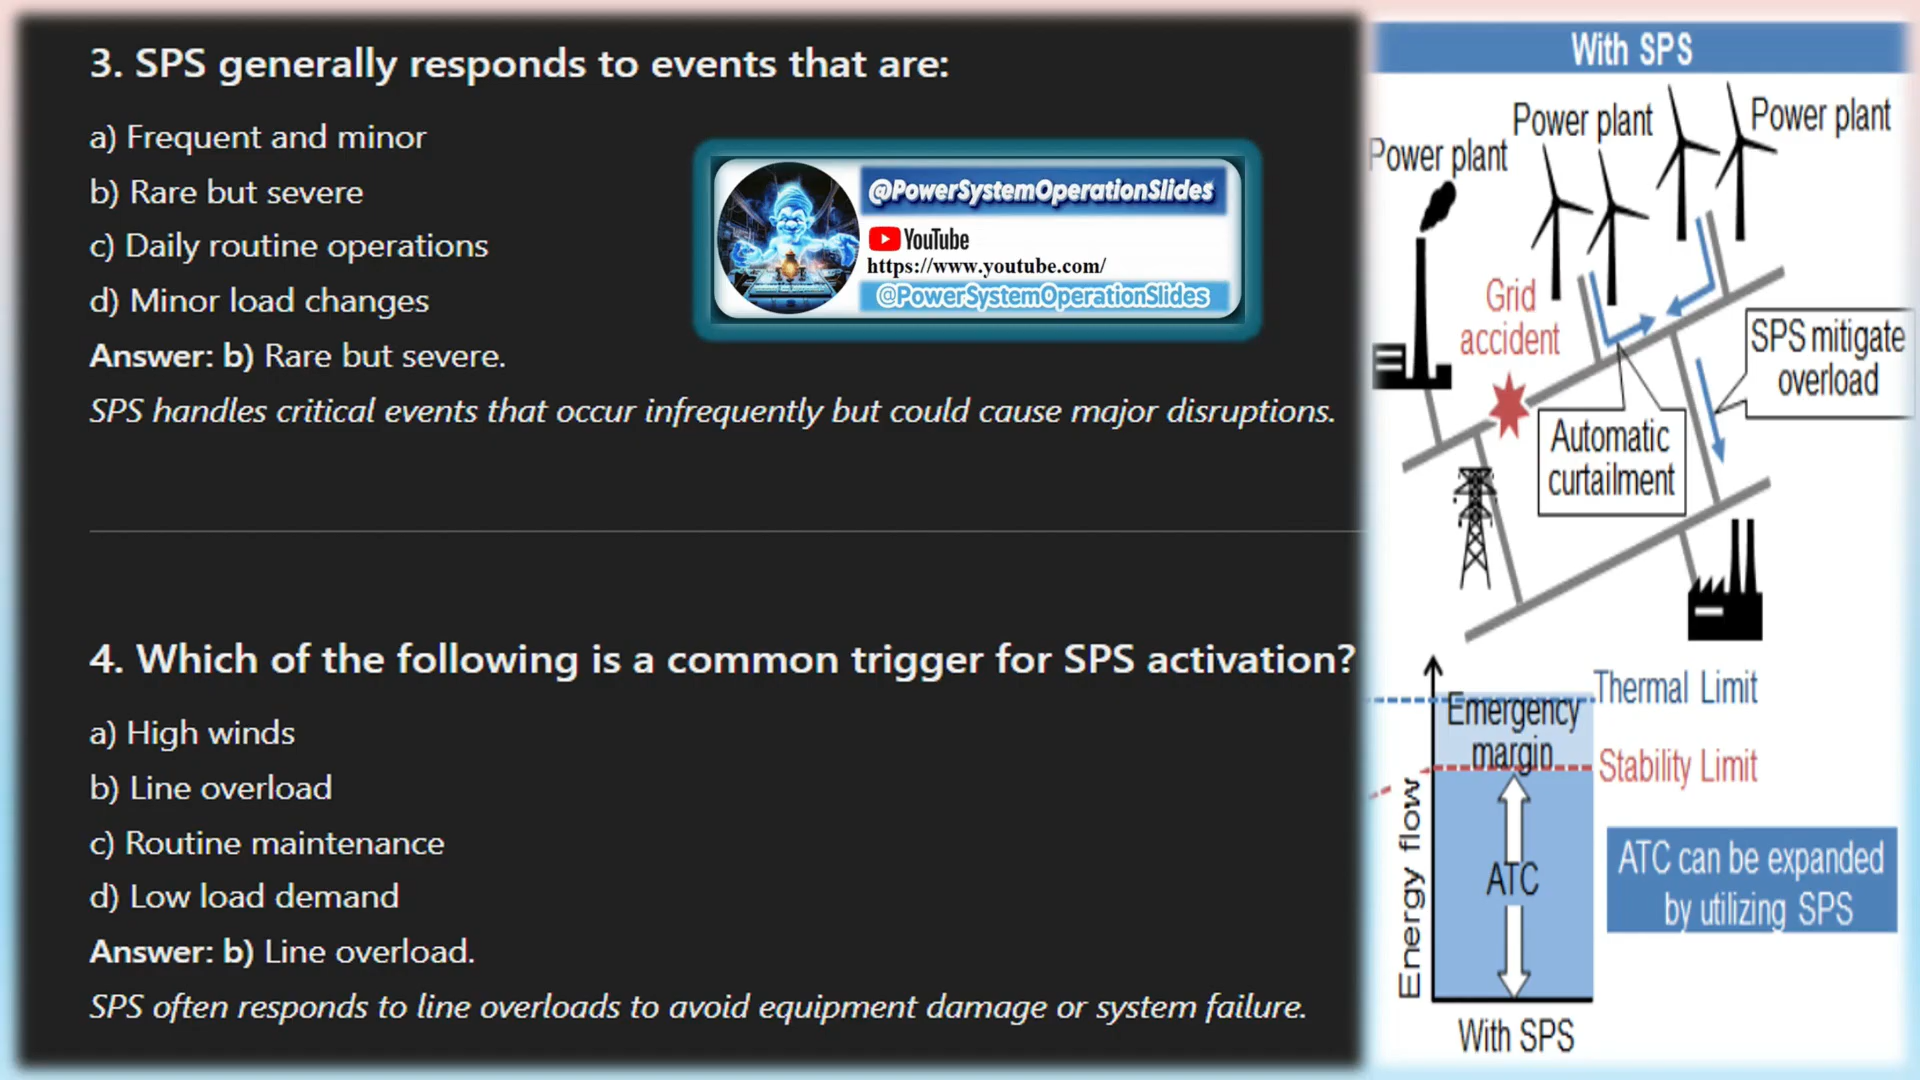 3. SPS generally responds to events that are:
a) Frequent and minor
b) Rare but severe
c) Daily routine operations
d) Minor load changes
Answer: b) Rare but severe.
SPS handles critical events that occur infrequently but could cause major disruptions.
@PowerSystemOperationSlides
YouTube
https://www.youtube.com/
@PowerSystemOperationSlides
4. Which of the following is a common trigger for SPS activation?
a) High winds
b) Line overload
c) Routine maintenance
d) Low load demand
Answer: b) Line overload.
SPS often responds to line overloads to avoid equipment damage or system failure.
With SPS
Power plant
Power plant
Power plant
Grid
accident
SPS mitigate
overload
Automatic
curtailment
Thermal Limit
Emergency
margin
Stability Limit
Energy flow
ATC
ATC can be expanded
by utilizing SPS
With SPS